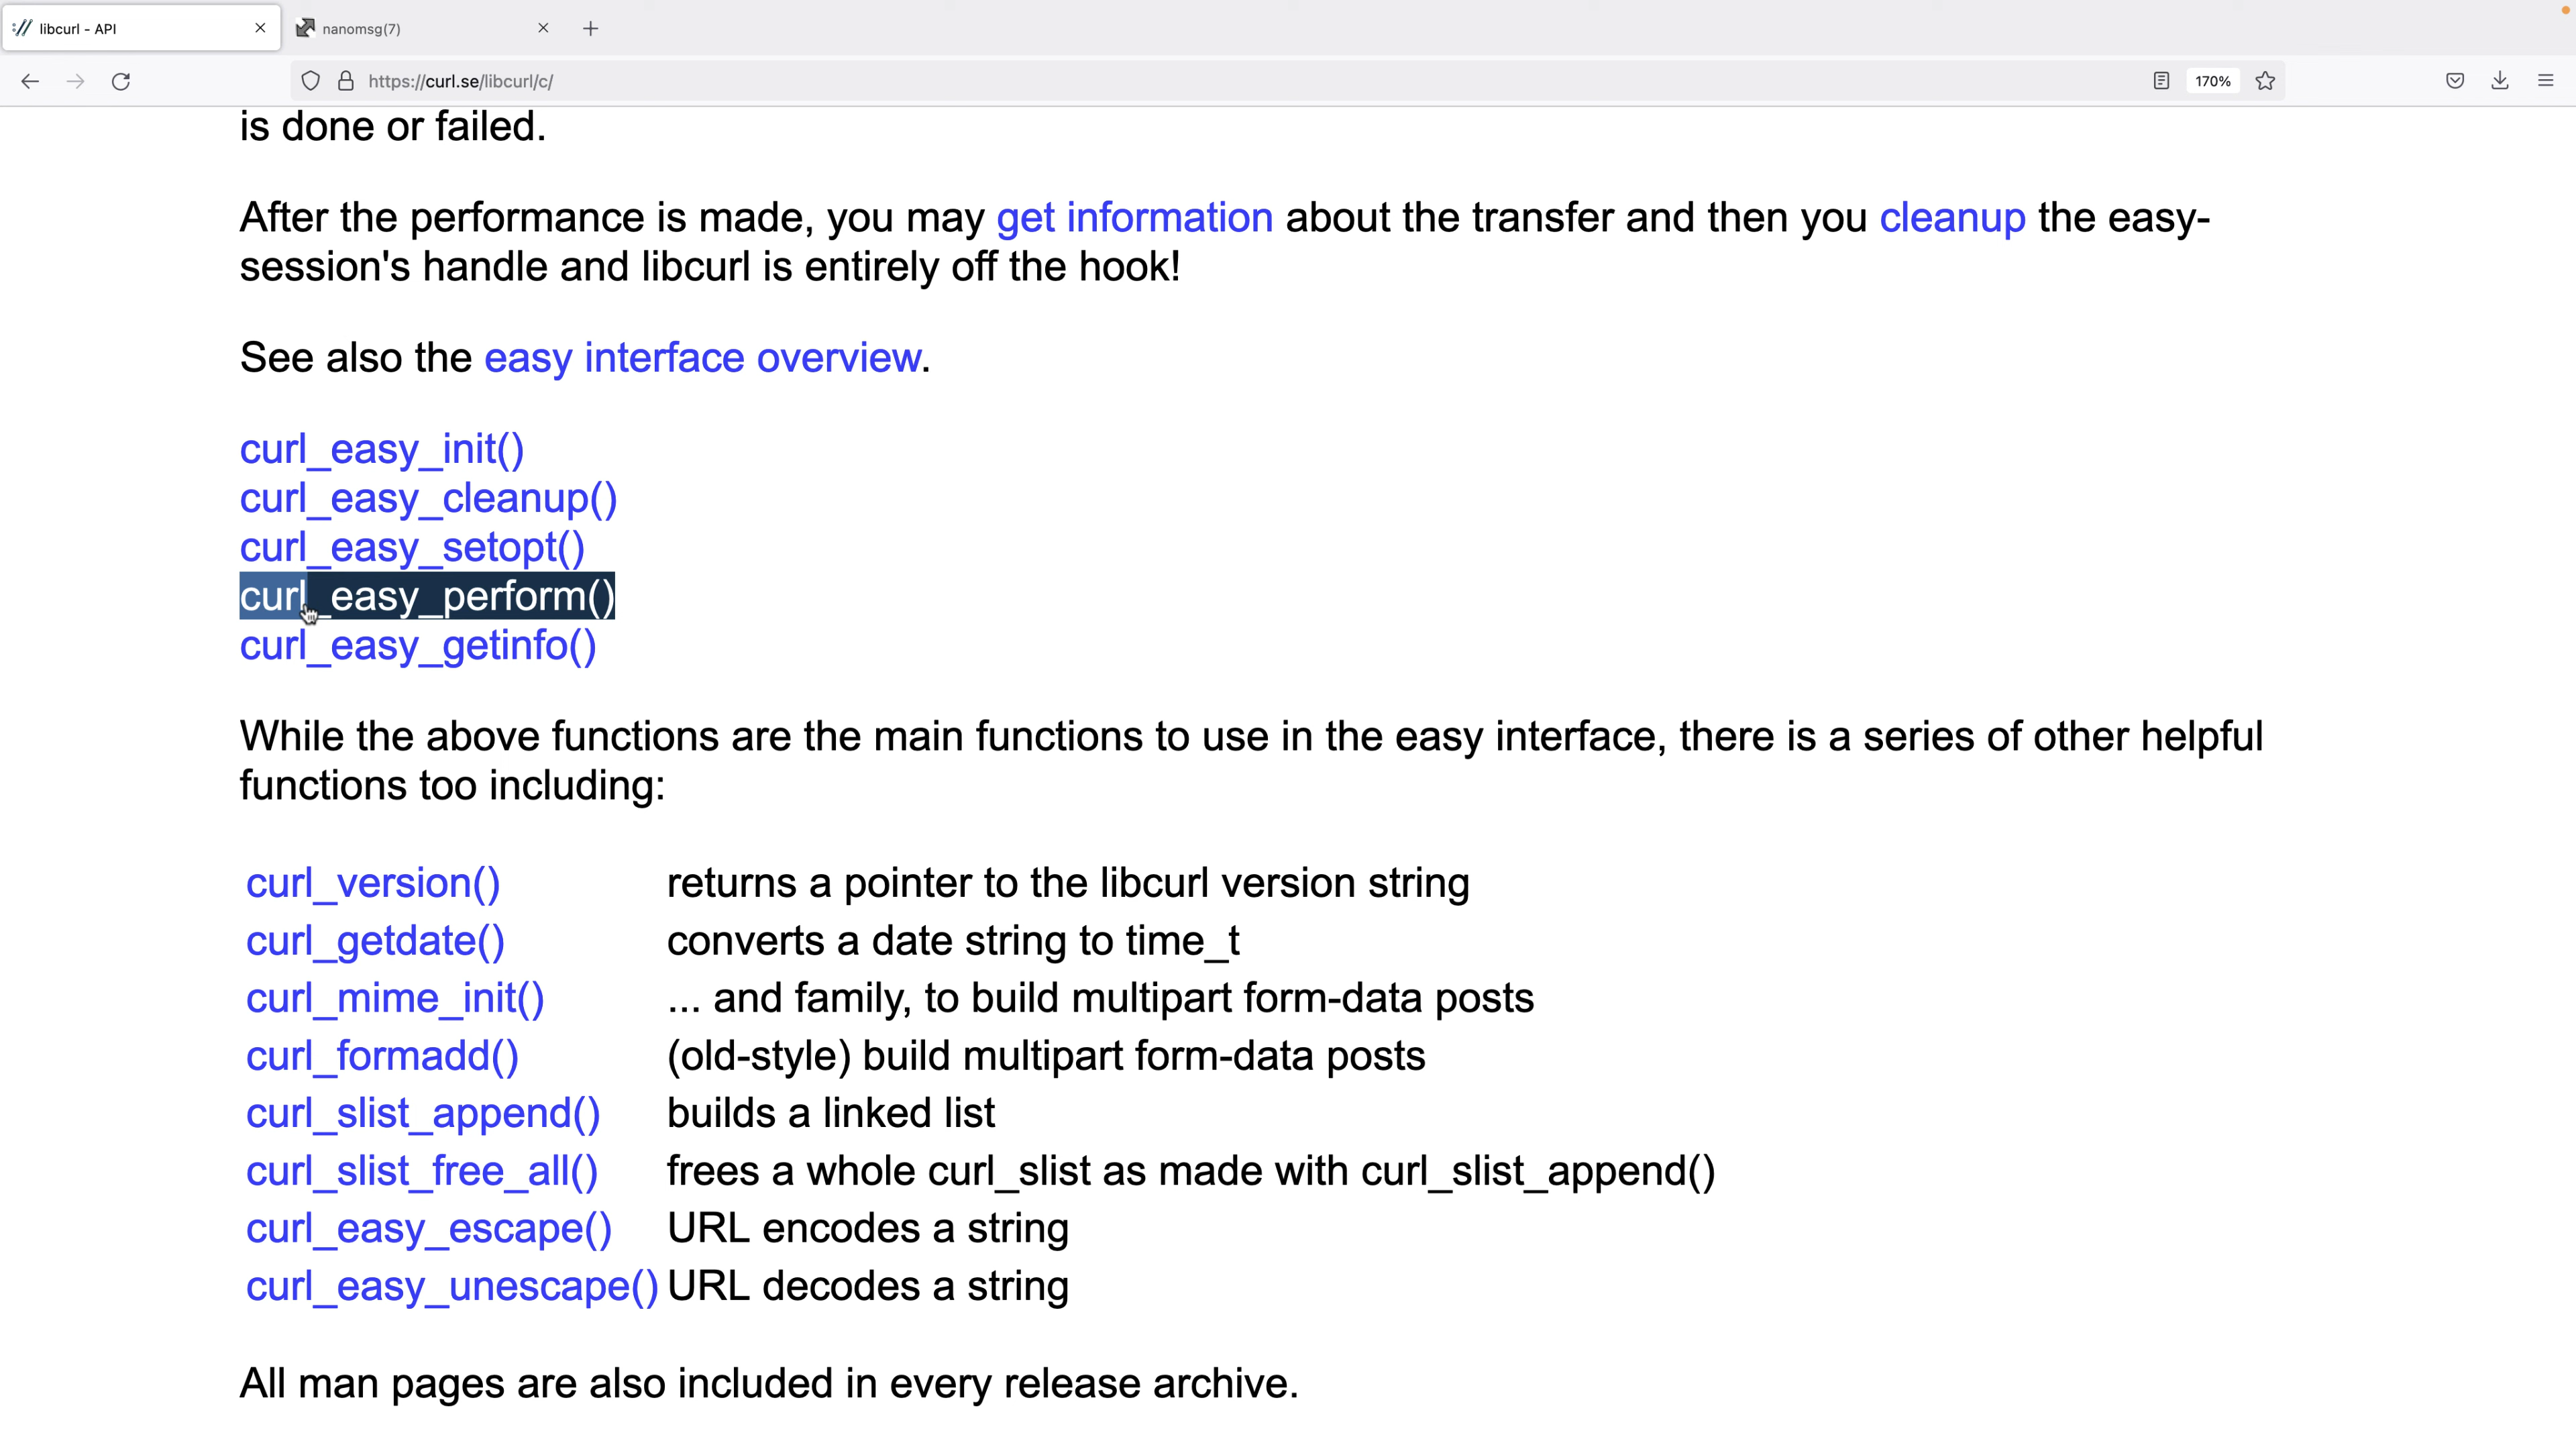 libcurl - API
nanomsg(7)
https://curl.se/libcurl/c/
170%
is done or failed.
After the performance is made, you may get information about the transfer and then you cleanup the easy-
session's handle and libcurl is entirely off the hook!
See also the easy interface overview.
curl_easy_init()
curl_easy_cleanup()
curl_easy_setopt()
curl_easy_perform()
curl_easy_getinfo()
While the above functions are the main functions to use in the easy interface, there is a series of other helpful
functions too including:
curl_version() returns a pointer to the libcurl version string
curl_getdate() converts a date string to time_t
curl_mime_init() ... and family, to build multipart form-data posts
curl_formadd() (old-style) build multipart form-data posts
curl_slist_append() builds a linked list
curl_slist_free_all() frees a whole curl_slist as made with curl_slist_append()
curl_easy_escape() URL encodes a string
curl_easy_unescape() URL decodes a string
All man pages are also included in every release archive.